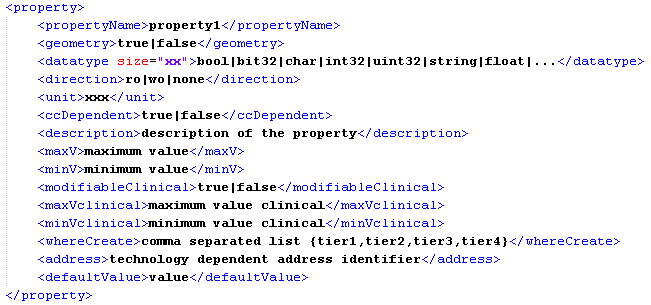 <property>
<propertyName>property1</propertyName>
<geometry>true|false</geometry>
<datatype size="xx">bool|bit32|char|int32|uint32|string|float|...</datatype>
<direction>ro|wo|none</direction>
<unit>xxx</unit>
<ccDependent>true|false</ccDependent>
<description>description of the property</description>
<maxV>maximum value</maxV>
<minV>minimum value</minV>
<modifiableClinical>true|false</modifiableClinical>
<maxVclinical>maximum value clinical</maxVclinical>
<minVclinical>minimum value clinical</minVclinical>
<whereCreate>comma separated list {tier1,tier2,tier3,tier4}</whereCreate>
<address>technology dependent address identifier</address>
<defaultValue>value</defaultValue>
</property>